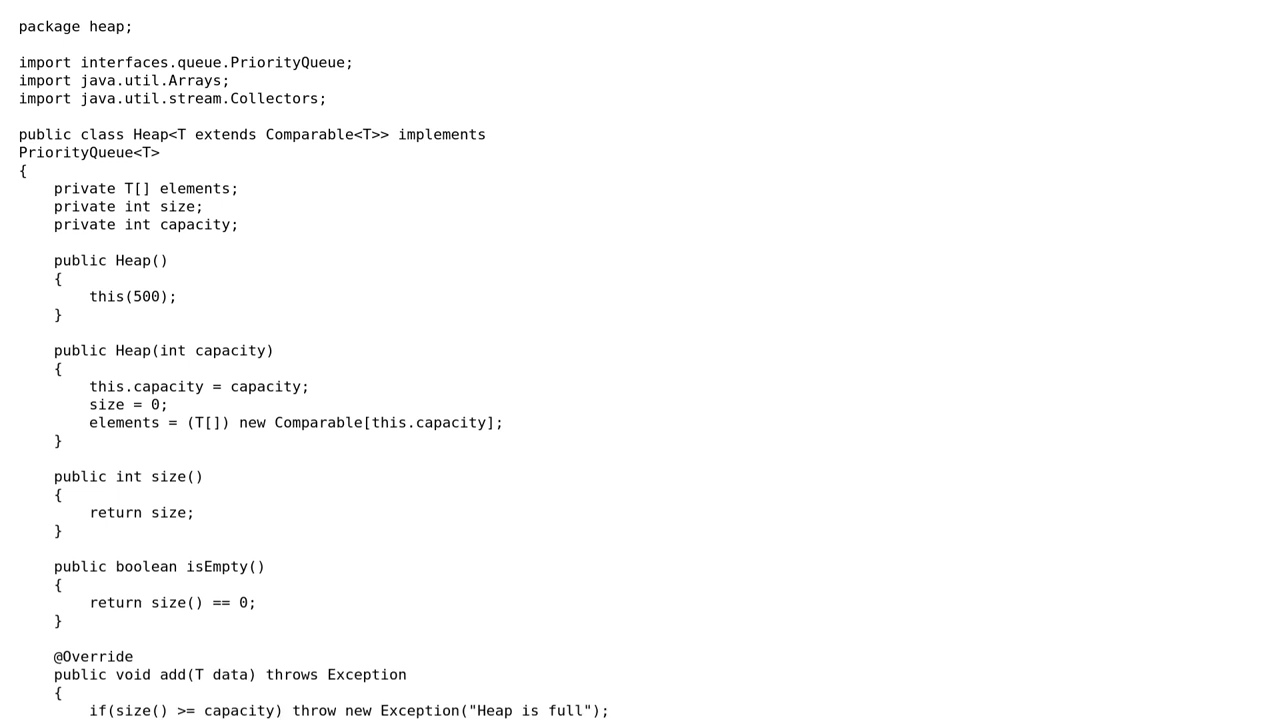 package heap;

import interfaces.queue.PriorityQueue;
import java.util.Arrays;
import java.util.stream.Collectors;

public class Heap<T extends Comparable<T>> implements
PriorityQueue<T>
{
    private T[] elements;
    private int size;
    private int capacity;

    public Heap()
    {
        this(500);
    }

    public Heap(int capacity)
    {
        this.capacity = capacity;
        size = 0;
        elements = (T[]) new Comparable[this.capacity];
    }

    public int size()
    {
        return size;
    }

    public boolean isEmpty()
    {
        return size() == 0;
    }

    @Override
    public void add(T data) throws Exception
    {
        if(size() >= capacity) throw new Exception("Heap is full");